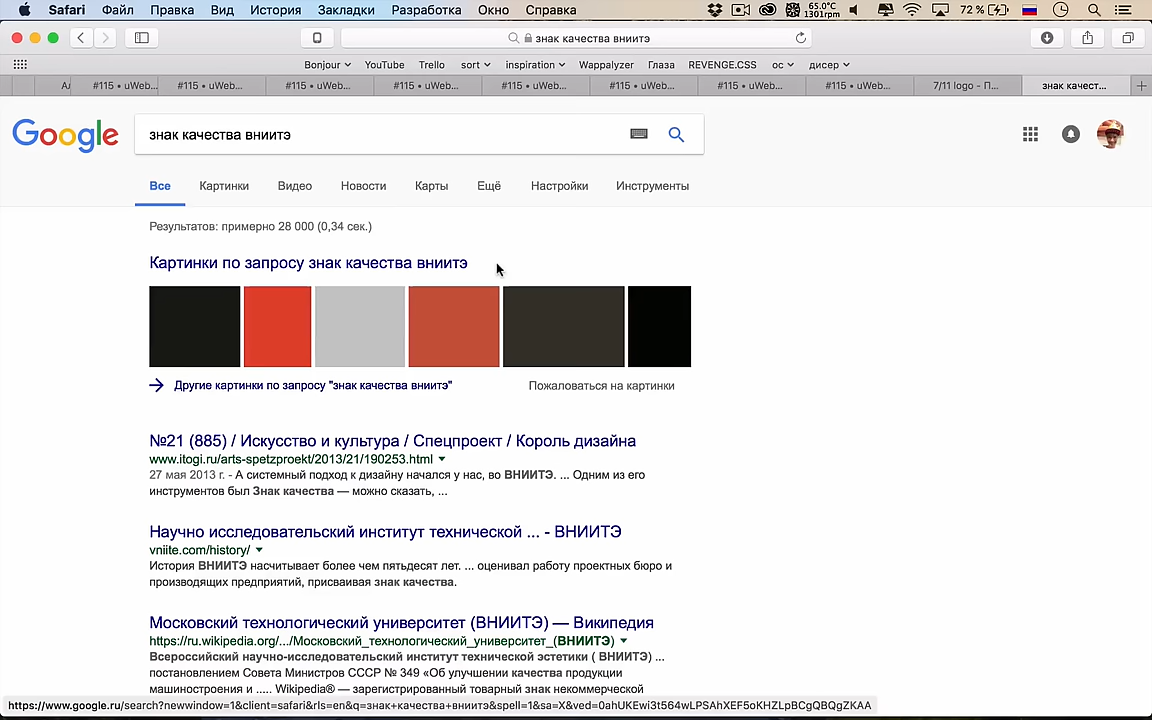 Safari Файл Правка Вид История Закладки Разработка Окно Справка 65.0°C 1301rpm 72 %
знак качества вниитэ
Bonjour YouTube Trello sort inspiration Wappalyzer Глаза REVENGE.CSS ос дисер
Ал #115 • uWeb... #115 • uWeb... #115 • uWeb... #115 • uWeb... #115 • uWeb... #115 • uWeb... #115 • uWeb... #115 • uWeb... 7/11 logo - П... знак качест...
Google знак качества вниитэ
Все Картинки Видео Новости Карты Ещё Настройки Инструменты
Результатов: примерно 28 000 (0,34 сек.)
Картинки по запросу знак качества вниитэ
Другие картинки по запросу "знак качества вниитэ" Пожаловаться на картинки
№21 (885) / Искусство и культура / Спецпроект / Король дизайна
www.itogi.ru/arts-spetzproekt/2013/21/190253.html
27 мая 2013 г. - А системный подход к дизайну начался у нас, во ВНИИТЭ. ... Одним из его
инструментов был Знак качества — можно сказать, ...
Научно исследовательский институт технической ... - ВНИИТЭ
vniite.com/history/
История ВНИИТЭ насчитывает более чем пятьдесят лет. ... оценивал работу проектных бюро и
производящих предприятий, присваивая знак качества.
Московский технологический университет (ВНИИТЭ) — Википедия
https://ru.wikipedia.org/.../Московский_технологический_университет_(ВНИИТЭ)
Всероссийский научно-исследовательский институт технической эстетики ( ВНИИТЭ) ...
постановлением Совета Министров СССР № 349 «Об улучшении качества продукции
машиностроения и ..... Wikipedia® — зарегистрированный товарный знак некоммерческой
https://www.google.ru/search?newwindow=1&client=safari&rls=en&q=знак+качества+вниитэ&spell=1&sa=X&ved=0ahUKEwi3t564wLPSAhXEF5oKHZLpBCgQBQgZKAA